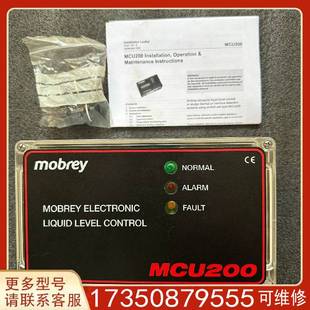 MCU200
MCU200 Installation, Operation &
Maintenance Instructions
mobrey
CE
NORMAL
ALARM
FAULT
MOBREY ELECTRONIC
LIQUID LEVEL CONTROL
MCU200
更多型号
请联系客服
17350879555
可维修